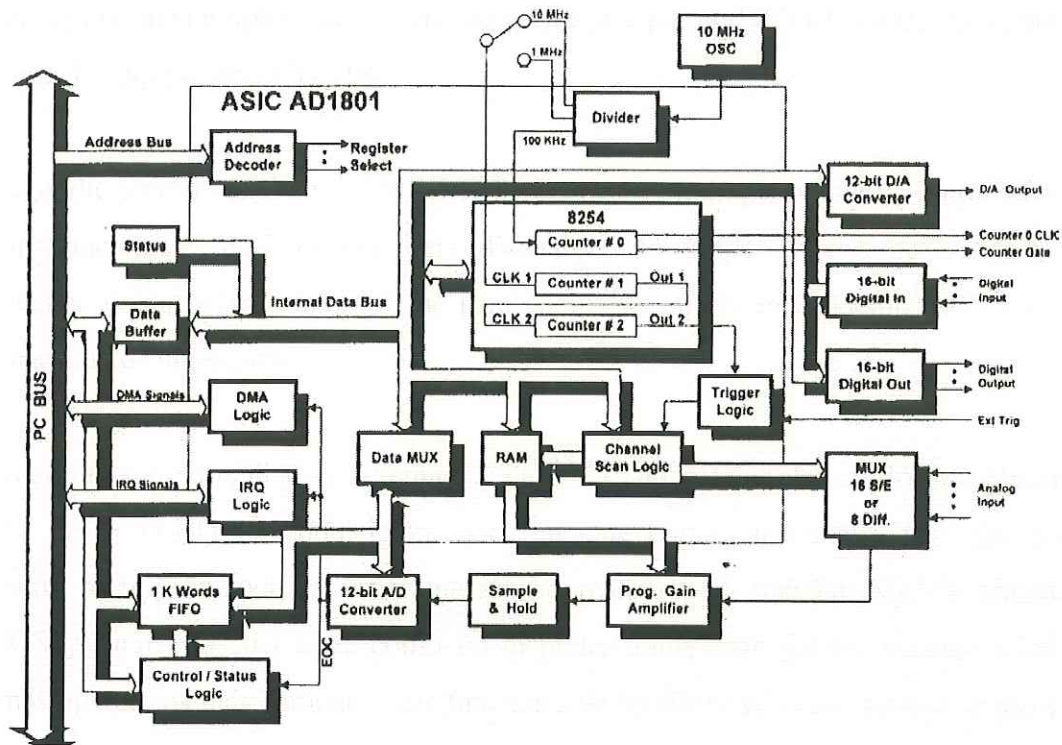 10 MHz
1 MHz
10 MHz
OSC
ASIC AD1801
Divider
100 KHz
Address Bus
Address
Decoder
Register
Select
12-bit D/A
Converter
D/A Output
8254
Counter # 0
Counter 0 CLK
Counter Gate
Status
CLK 1
Counter # 1
Out 1
16-bit
Digital In
Digital
Input
Internal Data Bus
Data
Buffer
CLK 2
Counter # 2
Out 2
16-bit
Digital Out
Digital
Output
PC BUS
DMA Signals
DMA
Logic
Trigger
Logic
Ext Trig
Data MUX
RAM
Channel
Scan Logic
IRQ Signals
IRQ
Logic
MUX
16 S/E
or
8 Diff.
Analog
Input
1 K Words
FIFO
12-bit A/D
Converter
Sample
& Hold
Prog. Gain
Amplifier
EOC
Control / Status
Logic